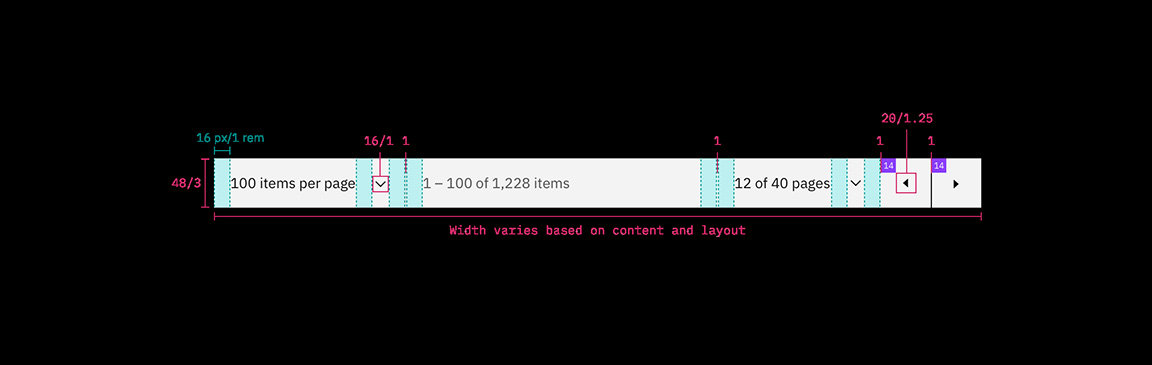 20/1.25
16 px/1 rem 16/1 1 1 1 1
14 14
48/3 100 items per page 1 – 100 of 1,228 items 12 of 40 pages
Width varies based on content and layout